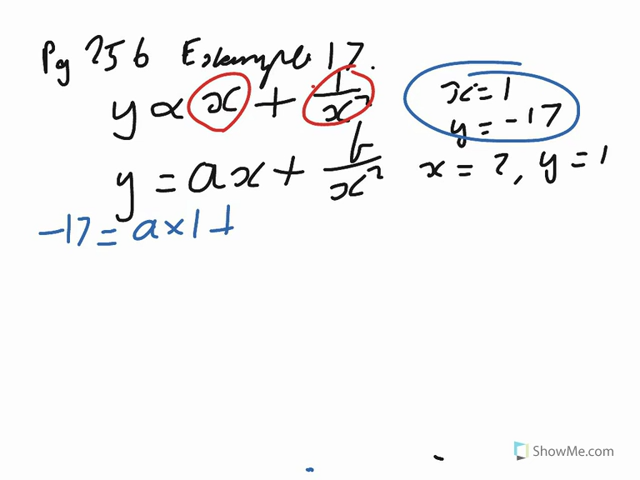 Pg 256 Example 17.
y ∝ x + 1/x²
x = 1
y = -17
y = ax + b/x²
x = 2, y = 1
-17 = a × 1 +
ShowMe.com